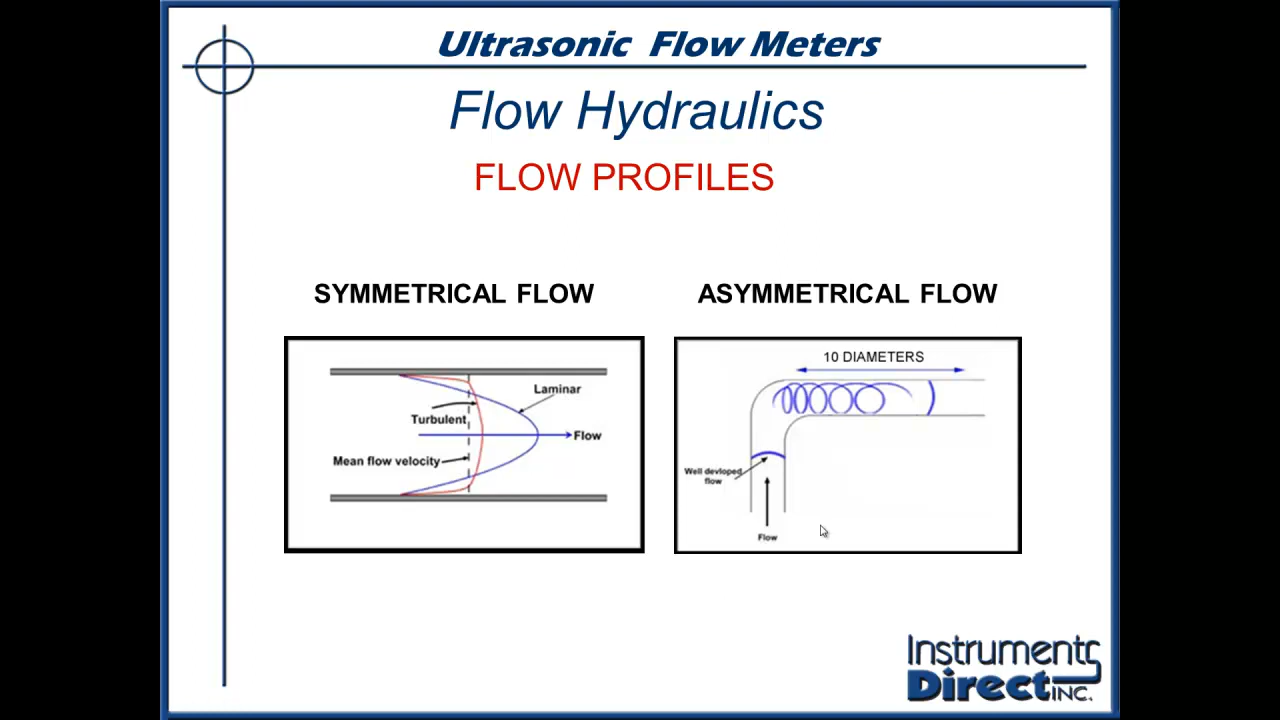 Ultrasonic Flow Meters
Flow Hydraulics
FLOW PROFILES
SYMMETRICAL FLOW
Laminar
Turbulent
Flow
Mean flow velocity
ASYMMETRICAL FLOW
10 DIAMETERS
Well devloped
flow
Flow
Instruments
Direct INC.